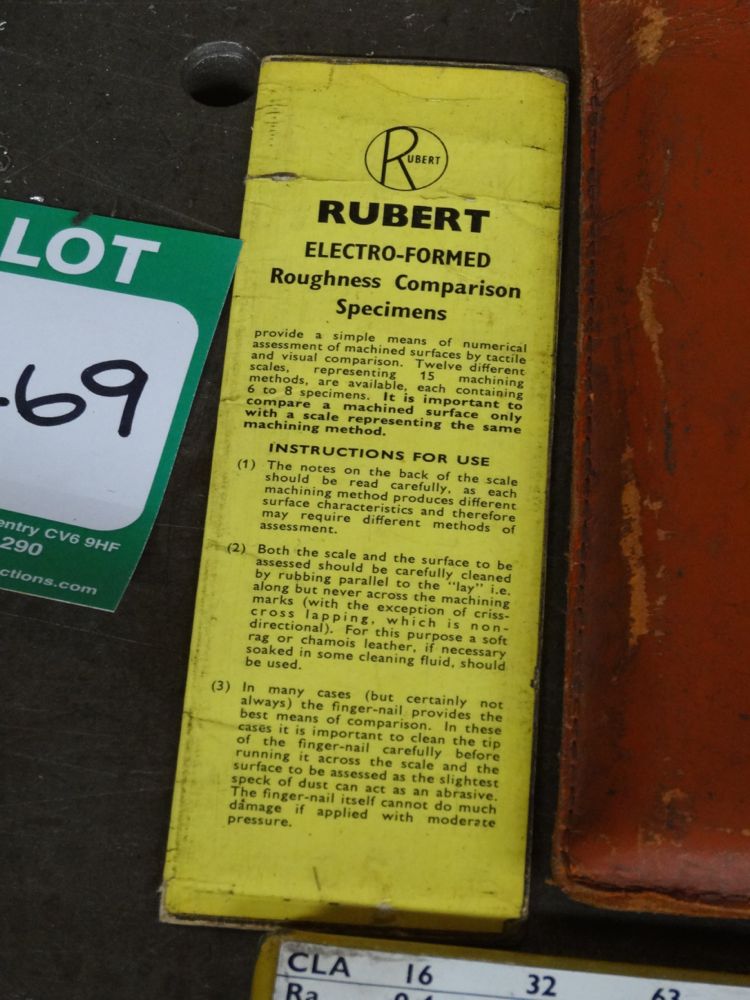 RUBERT
RUBERT
ELECTRO-FORMED
Roughness Comparison
Specimens
provide a simple means of numerical
assessment of machined surfaces by tactile
and visual comparison. Twelve different
scales, representing 15 machining
methods, are available, each containing
6 to 8 specimens. It is important to
compare a machined surface only
with a scale representing the same
machining method.
INSTRUCTIONS FOR USE
(1) The notes on the back of the scale
should be read carefully, as each
machining method produces different
surface characteristics and therefore
may require different methods of
assessment.
(2) Both the scale and the surface to be
assessed should be carefully cleaned
by rubbing parallel to the "lay" i.e.
along but never across the machining
marks (with the exception of criss-
cross lapping, which is non-
directional). For this purpose a soft
rag or chamois leather, if necessary
soaked in some cleaning fluid, should
be used.
(3) In many cases (but certainly not
always) the finger-nail provides the
best means of comparison. In these
cases it is important to clean the tip
of the finger-nail carefully before
running it across the scale and the
surface to be assessed as the slightest
speck of dust can act as an abrasive.
The finger-nail itself cannot do much
damage if applied with moderate
pressure.
LOT
69
entry CV6 9HF
290
ctions.com
CLA 16 32 63
Ra